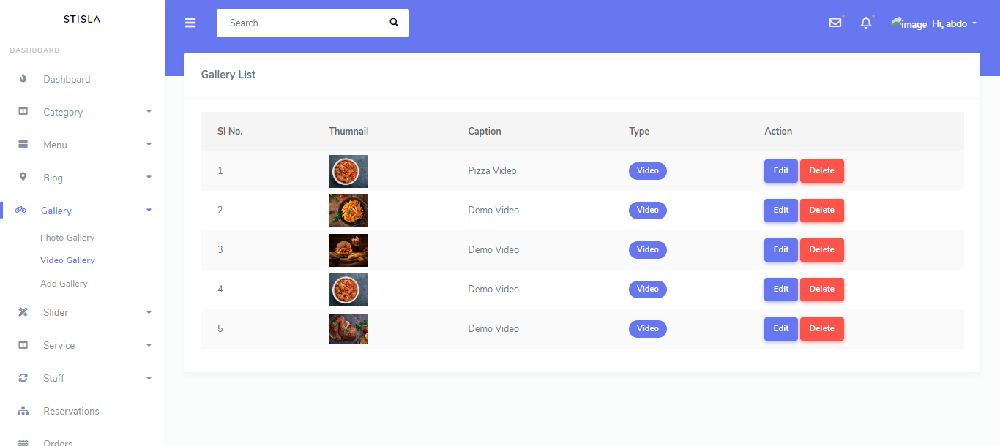 STISLA
Search
image Hi, abdo
DASHBOARD
Dashboard
Category
Menu
Blog
Gallery
Photo Gallery
Video Gallery
Add Gallery
Slider
Service
Staff
Reservations
Orders
Gallery List
Sl No. Thumnail Caption Type Action
1 Pizza Video Video Edit Delete
2 Demo Video Video Edit Delete
3 Demo Video Video Edit Delete
4 Demo Video Video Edit Delete
5 Demo Video Video Edit Delete